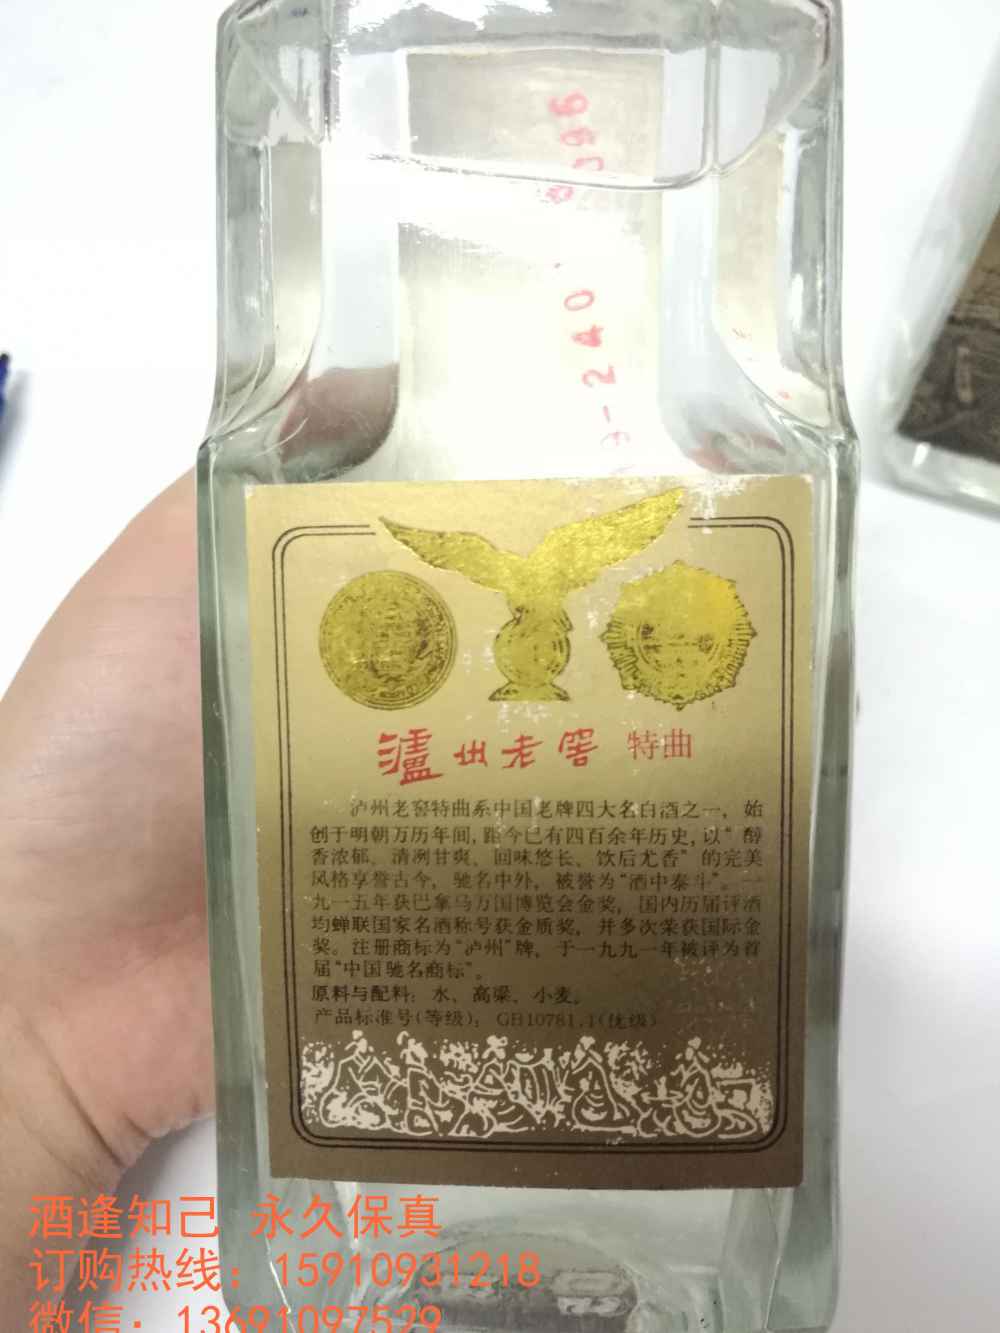 泸州老窖 特曲
泸州老窖特曲系中国老牌四大名白酒之一，始
创于明朝万历年间，距今已有四百余年历史，以“醇
香浓郁、清冽甘爽、回味悠长、饮后尤香”的完美
风格享誉古今，驰名中外，被誉为“酒中泰斗”。一
九一五年获巴拿马万国博览会金奖，国内历届评酒
均蝉联国家名酒称号获金质奖，并多次荣获国际金
奖。注册商标为“泸州”牌，于一九九一年被评为首
届“中国驰名商标”。
原料与配料：水、高粱、小麦。
产品标准号(等级)：GB10781.1(优级)
酒逢知己 永久保真
订购热线：15910931218
微信：13691097529